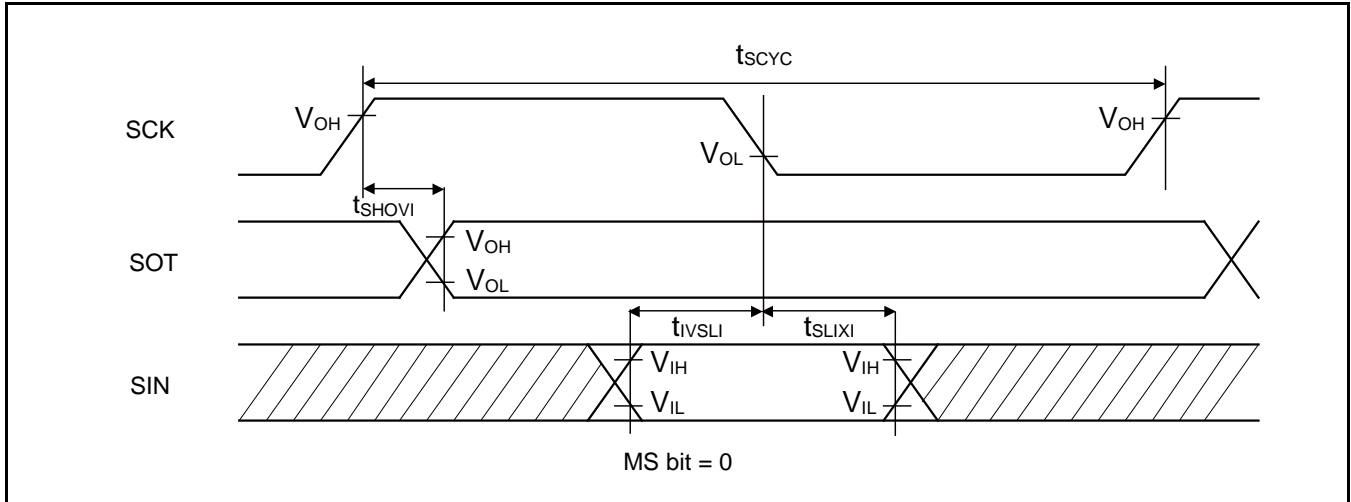 tSCYC
SCK
VOH
VOL
VOH
tSHOVI
SOT
VOH
VOL
tIVSLI
tSLIXI
SIN
VIH
VIH
VIL
VIL
MS bit = 0